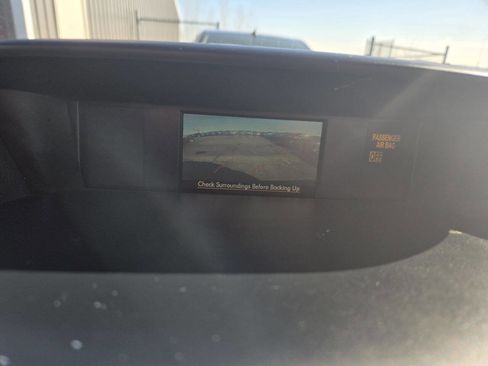 Check Surroundings Before Backing Up
PASSENGER
AIR BAG
OFF